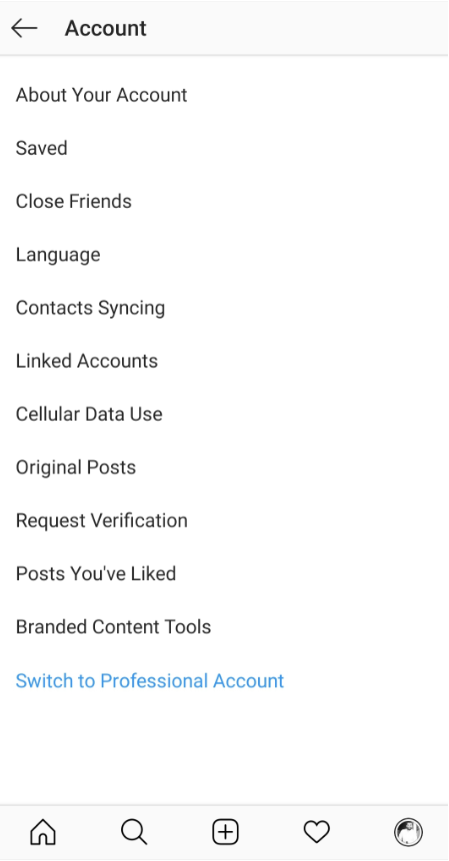 Account
About Your Account
Saved
Close Friends
Language
Contacts Syncing
Linked Accounts
Cellular Data Use
Original Posts
Request Verification
Posts You've Liked
Branded Content Tools
Switch to Professional Account